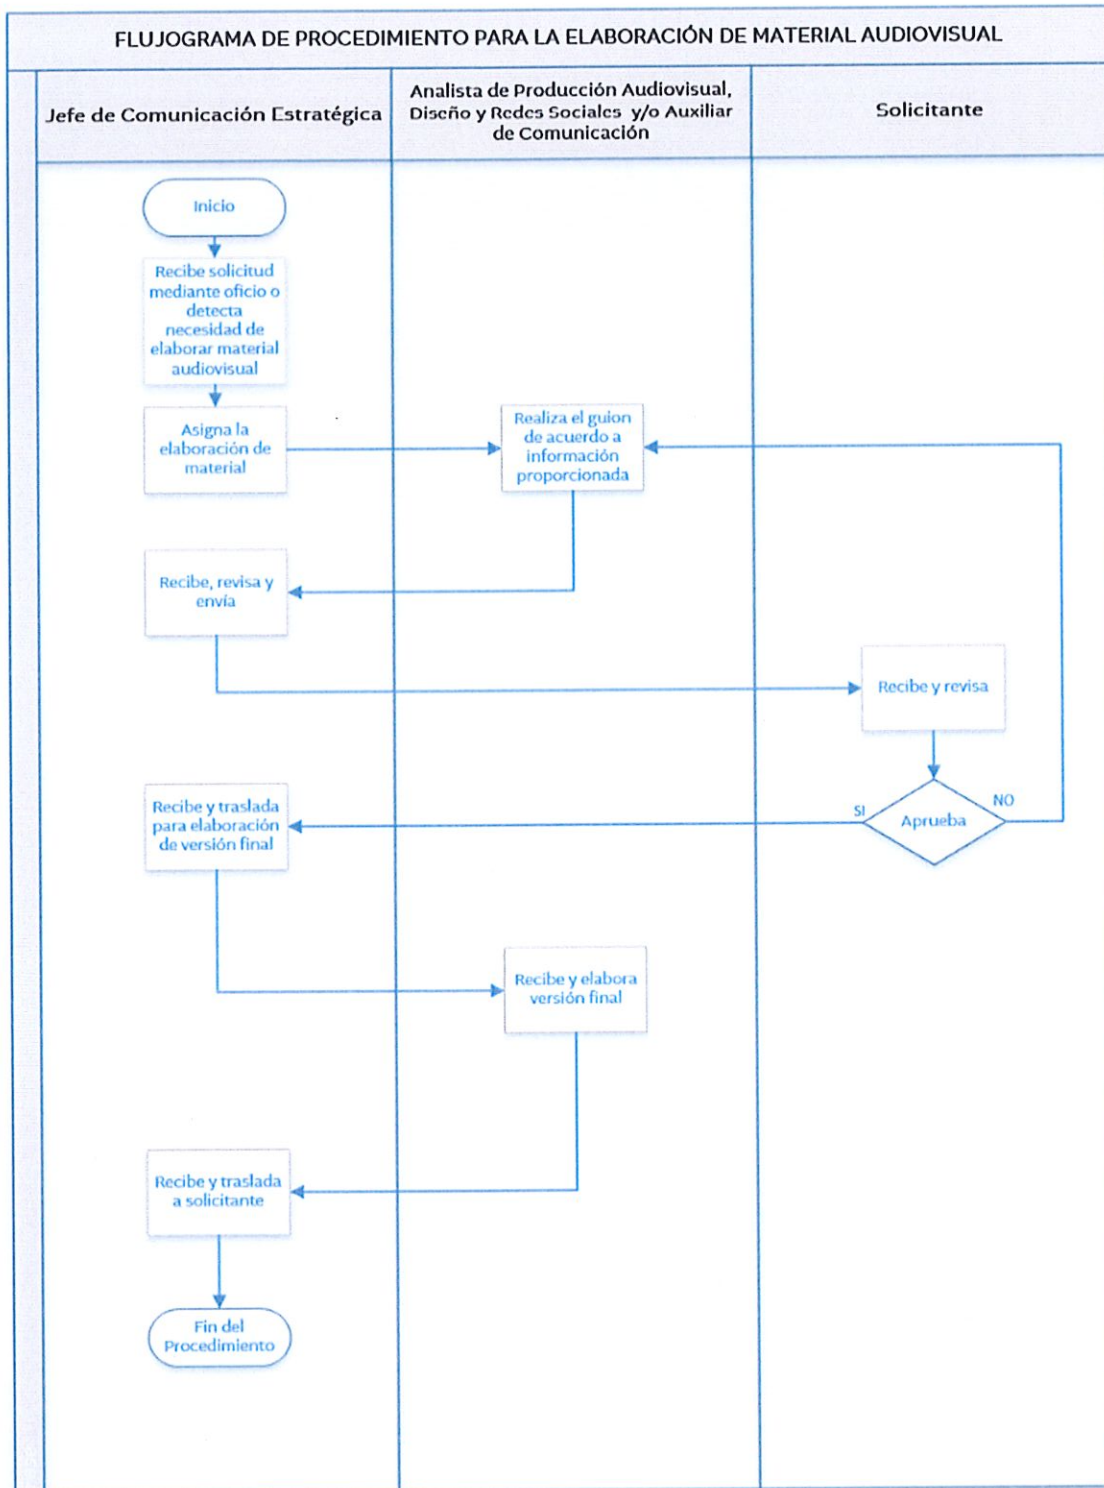 FLUJOGRAMA DE PROCEDIMIENTO PARA LA ELABORACIÓN DE MATERIAL AUDIOVISUAL
Jefe de Comunicación Estratégica
Analista de Producción Audiovisual,
Diseño y Redes Sociales y/o Auxiliar
de Comunicación
Solicitante
Inicio
Recibe solicitud
mediante oficio o
detecta
necesidad de
elaborar material
audiovisual
Asigna la
elaboración de
material
Realiza el guion
de acuerdo a
información
proporcionada
Recibe, revisa y
envía
Recibe y revisa
Aprueba
SI
NO
Recibe y traslada
para elaboración
de versión final
Recibe y elabora
versión final
Recibe y traslada
a solicitante
Fin del
Procedimiento